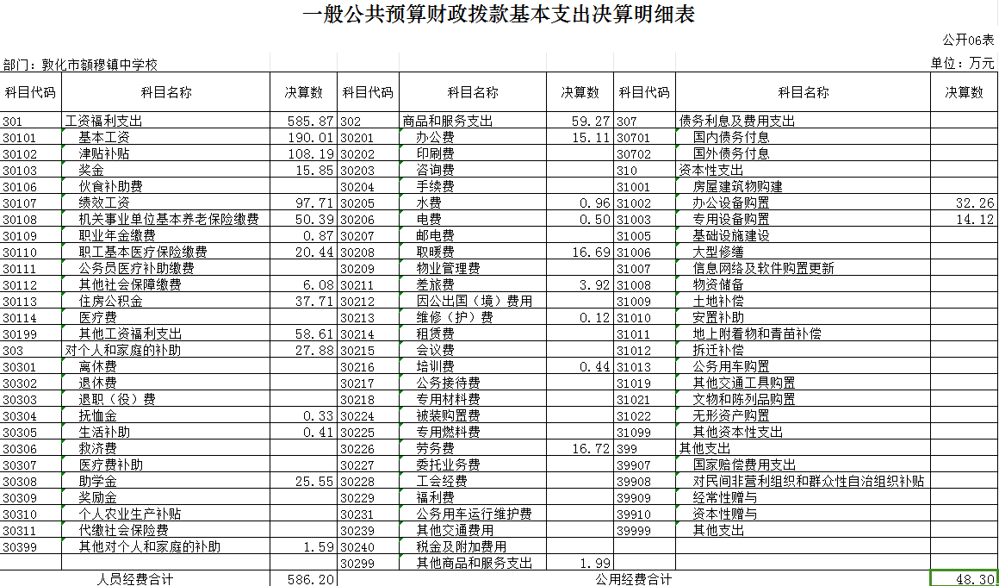 一般公共预算财政拨款基本支出决算明细表
公开06表
部门：敦化市额穆镇中学校 单位：万元
科目代码 科目名称 决算数 科目代码 科目名称 决算数 科目代码 科目名称 决算数
301 工资福利支出 585.87 302 商品和服务支出 59.27 307 债务利息及费用支出
30101 基本工资 190.01 30201 办公费 15.11 30701 国内债务付息
30102 津贴补贴 108.19 30202 印刷费 30702 国外债务付息
30103 奖金 15.85 30203 咨询费 310 资本性支出
30106 伙食补助费 30204 手续费 31001 房屋建筑物购建
30107 绩效工资 97.71 30205 水费 0.96 31002 办公设备购置 32.26
30108 机关事业单位基本养老保险缴费 50.39 30206 电费 0.50 31003 专用设备购置 14.12
30109 职业年金缴费 0.87 30207 邮电费 31005 基础设施建设
30110 职工基本医疗保险缴费 20.44 30208 取暖费 16.69 31006 大型修缮
30111 公务员医疗补助缴费 30209 物业管理费 31007 信息网络及软件购置更新
30112 其他社会保障缴费 6.08 30211 差旅费 3.92 31008 物资储备
30113 住房公积金 37.71 30212 因公出国（境）费用 31009 土地补偿
30114 医疗费 30213 维修（护）费 0.12 31010 安置补助
30199 其他工资福利支出 58.61 30214 租赁费 31011 地上附着物和青苗补偿
303 对个人和家庭的补助 27.88 30215 会议费 31012 拆迁补偿
30301 离休费 30216 培训费 0.44 31013 公务用车购置
30302 退休费 30217 公务接待费 31019 其他交通工具购置
30303 退职（役）费 30218 专用材料费 31021 文物和陈列品购置
30304 抚恤金 0.33 30224 被装购置费 31022 无形资产购置
30305 生活补助 0.41 30225 专用燃料费 31099 其他资本性支出
30306 救济费 30226 劳务费 16.72 399 其他支出
30307 医疗费补助 30227 委托业务费 39907 国家赔偿费用支出
30308 助学金 25.55 30228 工会经费 39908 对民间非营利组织和群众性自治组织补贴
30309 奖励金 30229 福利费 39909 经常性赠与
30310 个人农业生产补贴 30231 公务用车运行维护费 39910 资本性赠与
30311 代缴社会保险费 30239 其他交通费用 39999 其他支出
30399 其他对个人和家庭的补助 1.59 30240 税金及附加费用
30299 其他商品和服务支出 1.99
人员经费合计 586.20 公用经费合计 48.30